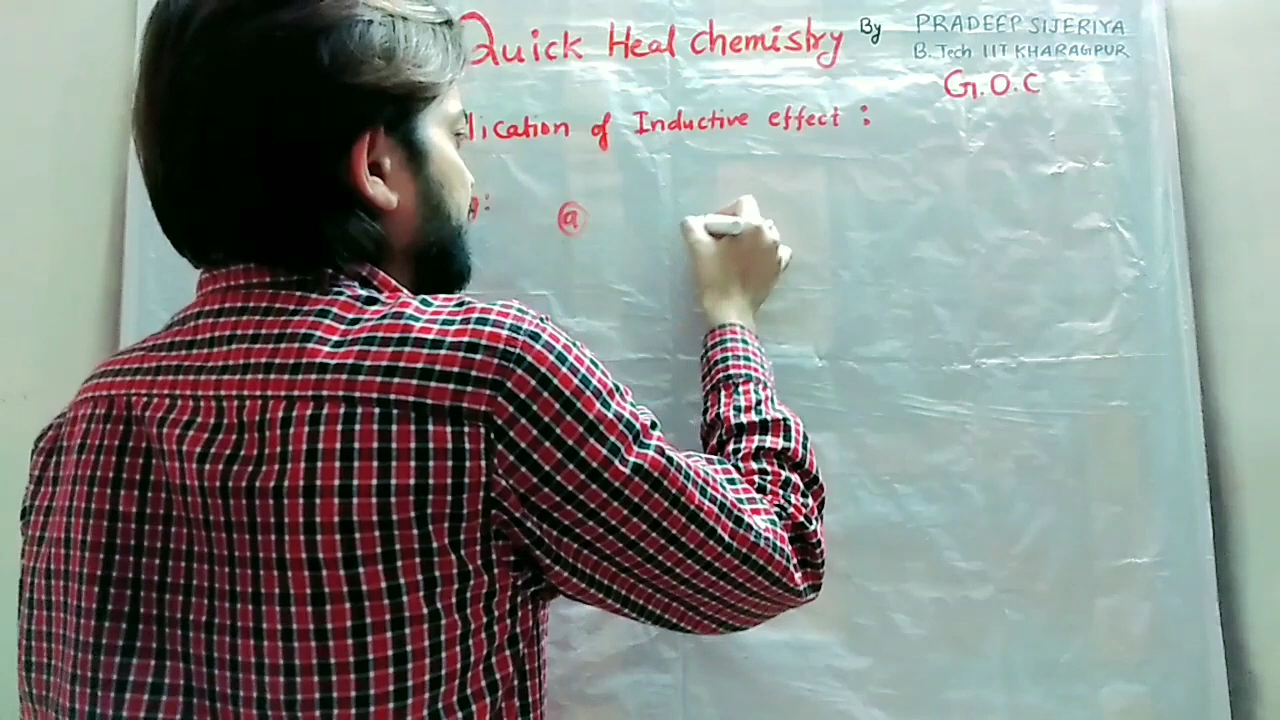 Quick Heal Chemistry By PRADEEP SIJERIYA
B.Tech IIT KHARAGPUR
G.O.C
lication of Inductive effect :
a